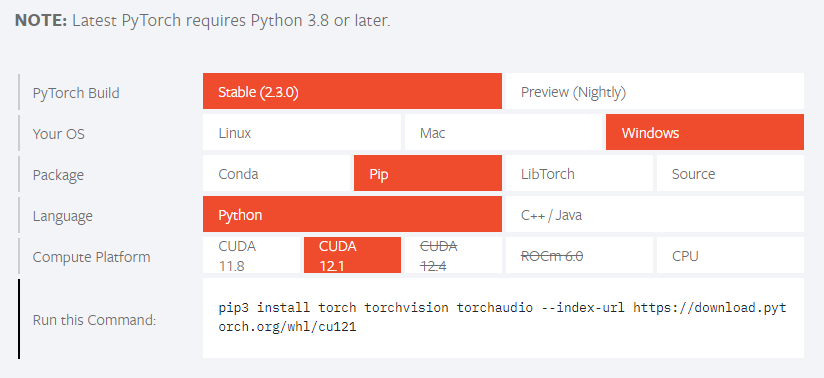 NOTE: Latest PyTorch requires Python 3.8 or later.
PyTorch Build
Stable (2.3.0)
Preview (Nightly)
Your OS
Linux
Mac
Windows
Package
Conda
Pip
LibTorch
Source
Language
Python
C++ / Java
Compute Platform
CUDA
11.8
CUDA
12.1
CUDA
12.4
ROCm 6.0
CPU
Run this Command:
pip3 install torch torchvision torchaudio --index-url https://download.pyt
orch.org/whl/cu121